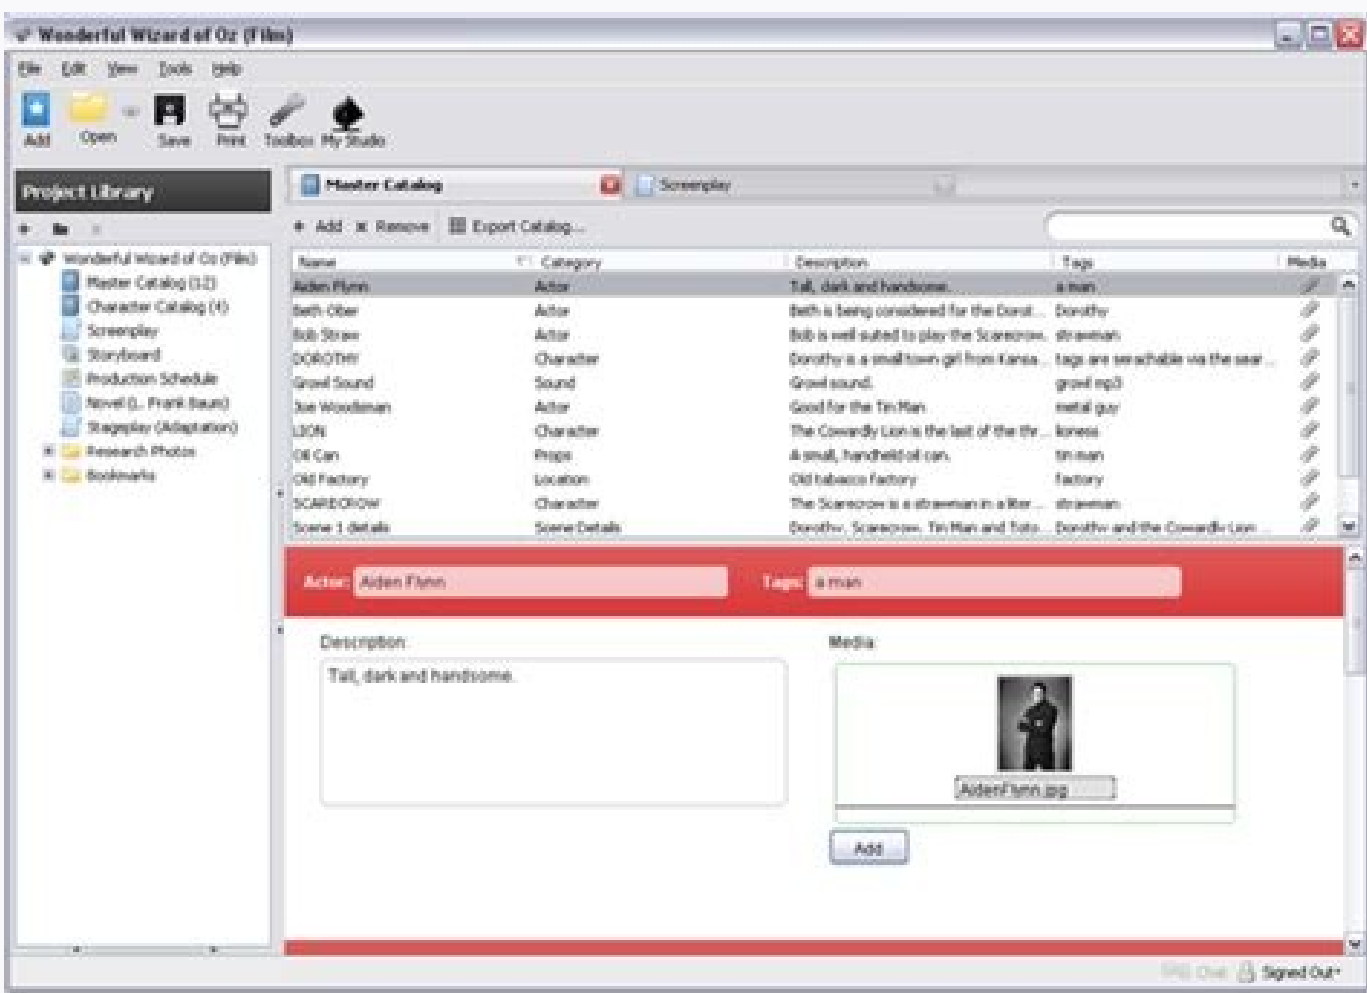 Wonderful Wizard of Oz (Film)
File Edit View Tools Help
Add Open Save Print Toolbox My Studio
Project Library
Wonderful Wizard of Oz (Film)
Master Catalog (12)
Character Catalog (4)
Screenplay
Storyboard
Production Schedule
Novel (L. Frank Baum)
Stageplay (Adaptation)
Research Photos
Bookmarks
Master Catalog Screenplay
Add Remove Export Catalog...
Name Category Description Tags Media
Aiden Flynn Actor Tall, dark and handsome. a man
Beth Ober Actor Beth is being considered for the Dorot... Dorothy
Bob Straw Actor Bob is well suited to play the Scarecrow. strawman
DOROTHY Character Dorothy is a small town girl from Kansa... tags are serachable via the sear...
Growl Sound Sound Growl sound. growl mp3
Joe Woodsman Actor Good for the Tin Man metal guy
LION Character The Cowardly Lion is the last of the thr... lioness
Oil Can Props A small, handheld oil can. tin man
Old Factory Location Old tabacco factory factory
SCARECROW Character The Scarecrow is a strawman in a liter... strawman
Scene 1 details Scene Details Dorothy, Scarecrow, Tin Man and Toto... Dorothy and the Cowardly Lion ...
Actor: Aiden Flynn Tags: a man
Description Media
Tall, dark and handsome.
AidenFlynn.jpg
Add
Chat Signed Out